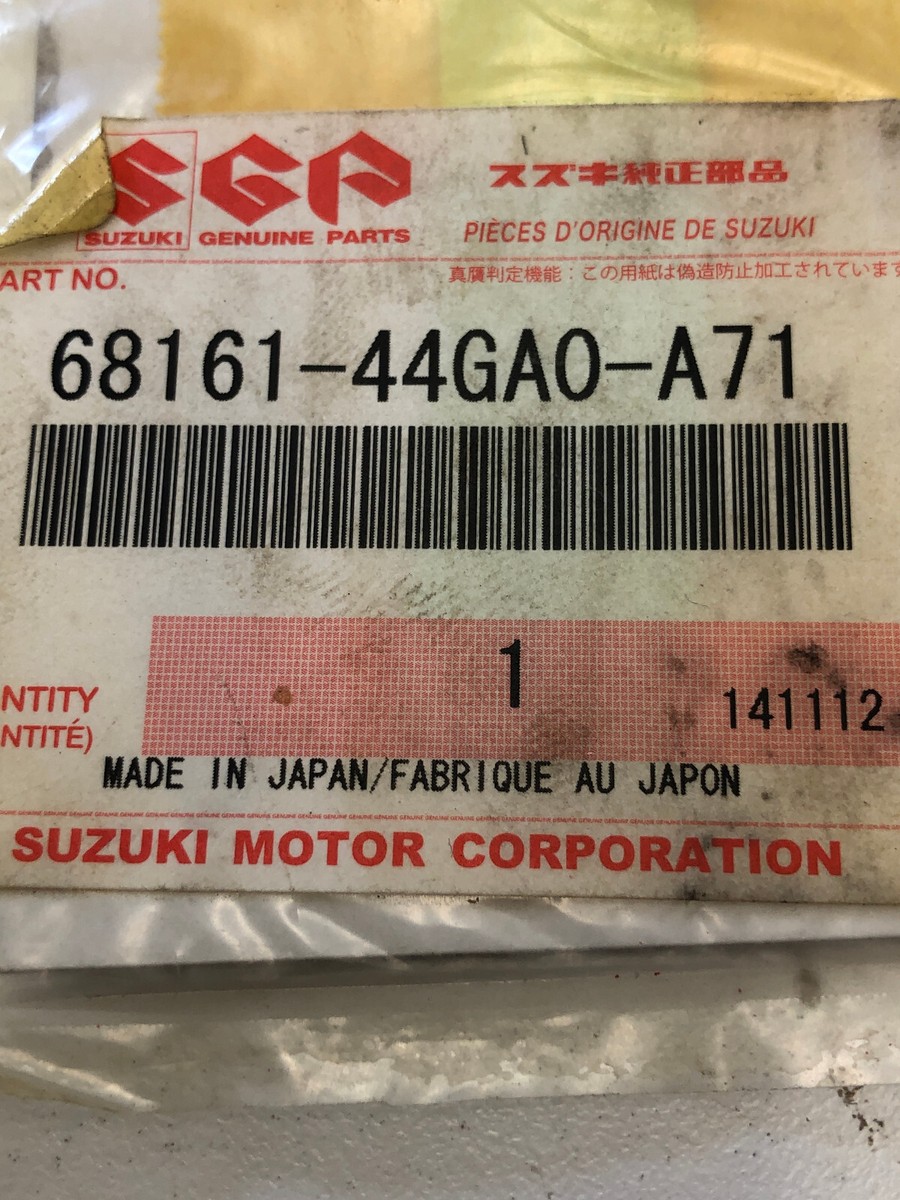 SUZUKI GENUINE PARTS
スズキ純正部品
PIÈCES D'ORIGINE DE SUZUKI
ART NO.
真贋判定機能：この用紙は偽造防止加工されています
68161-44GA0-A71
1
NTITY
NTITÉ)
141112
MADE IN JAPAN/FABRIQUE AU JAPON
SUZUKI MOTOR CORPORATION